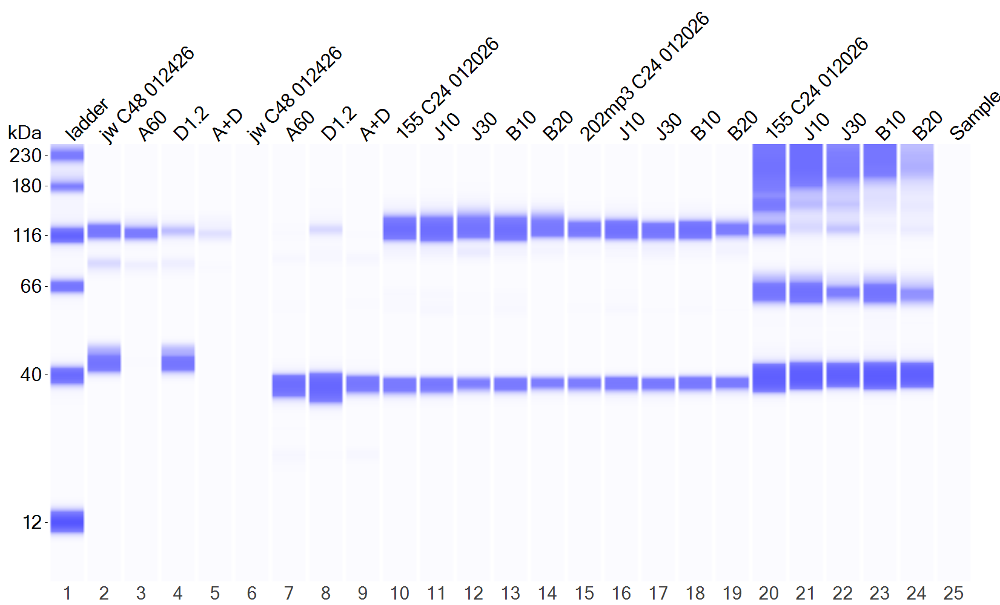 ladder
jw C48 012426
A60
D1.2
A+D
jw C48 012426
A60
D1.2
A+D
155 C24 012026
J10
J30
B10
B20
202mp3 C24 012026
J10
J30
B10
B20
155 C24 012026
J10
J30
B10
B20
Sample
kDa
230
180
116
66
40
12
1 2 3 4 5 6 7 8 9 10 11 12 13 14 15 16 17 18 19 20 21 22 23 24 25